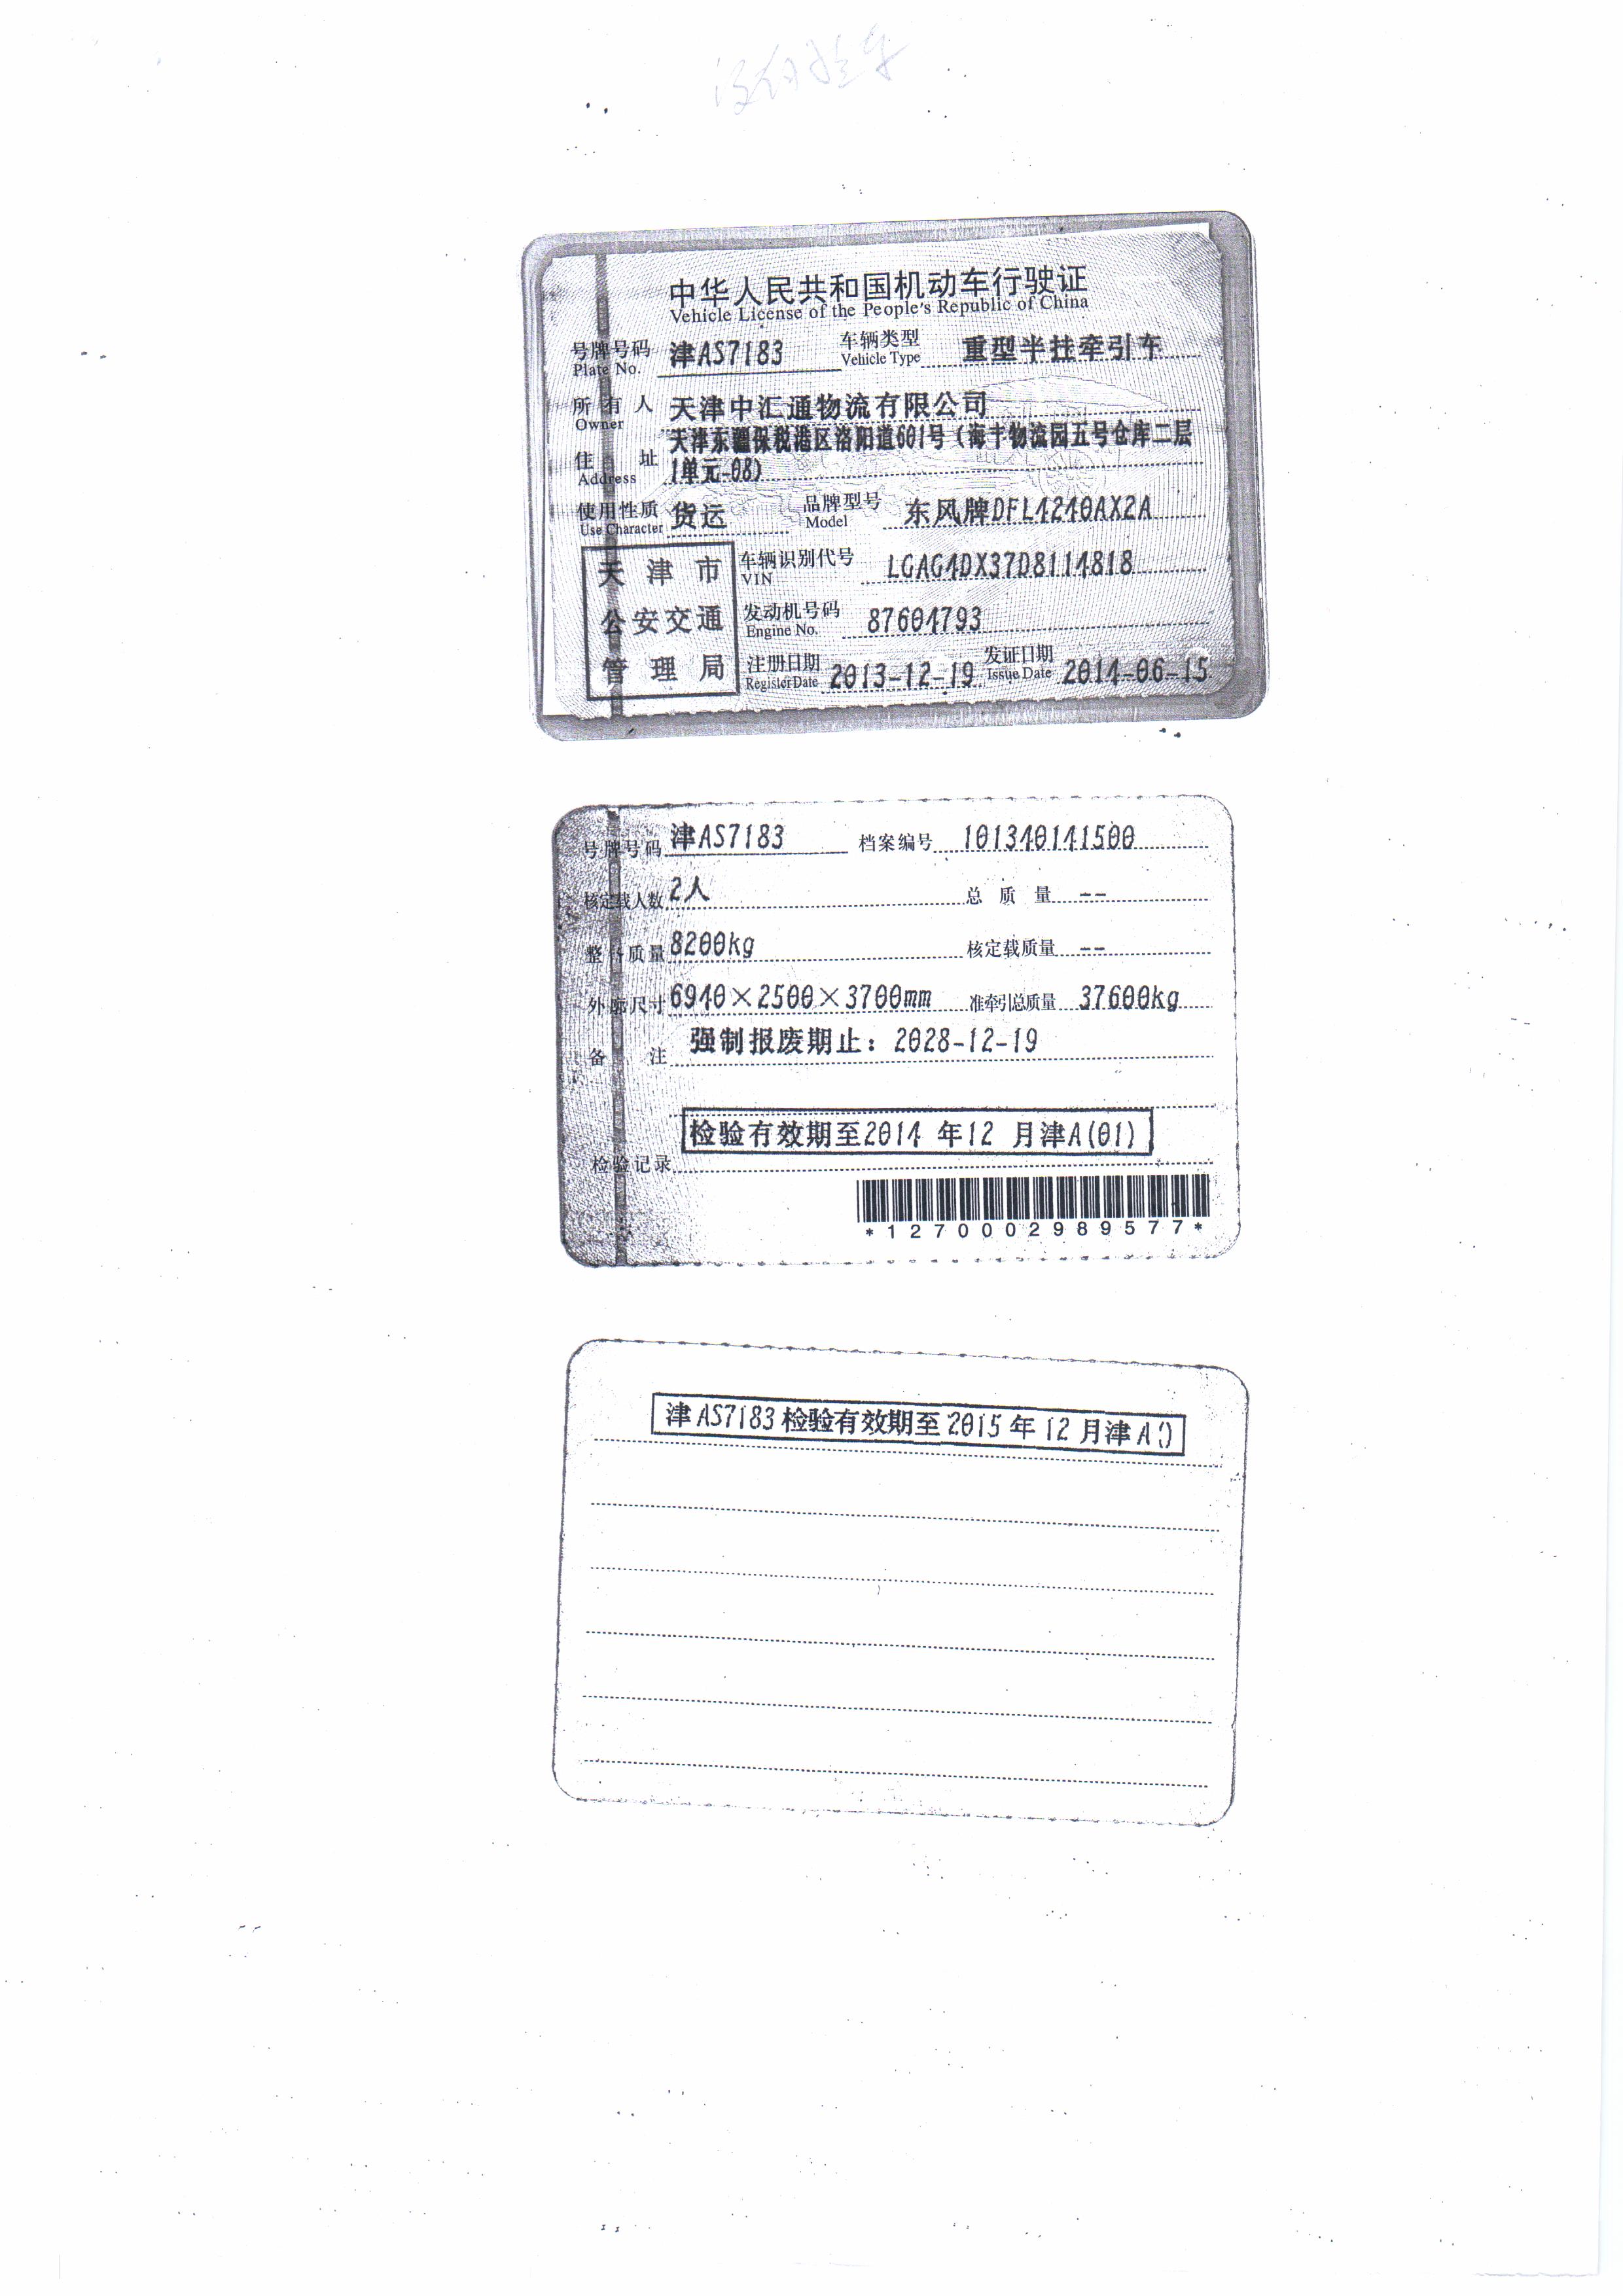 没有挂车
中华人民共和国机动车行驶证
Vehicle License of the People's Republic of China
号牌号码 津AS7183 车辆类型 重型半挂牵引车
Plate No. Vehicle Type
所有人 天津中汇通物流有限公司
Owner
天津东疆保税港区洛阳道601号（海丰物流园五号仓库二层
住址 1单元-08）
Address
使用性质 货运 品牌型号 东风牌DFL4240AX2A
Use Character Model
天津市 车辆识别代号 LGAG4DX37D8114818
VIN
公安交通 发动机号码 87604793
Engine No.
管理局 注册日期 2013-12-19 发证日期 2014-06-15
Register Date Issue Date
号牌号码 津AS7183 档案编号 101340141500
核定载人数 2人 总质量 --
整备质量 8200kg 核定载质量 --
外廓尺寸 6940×2500×3700mm 准牵引总质量 37600kg
备注 强制报废期止：2028-12-19
检验有效期至2014 年12 月津A(01)
检验记录
*1270002989577*
津AS7183检验有效期至2015年12月津A()